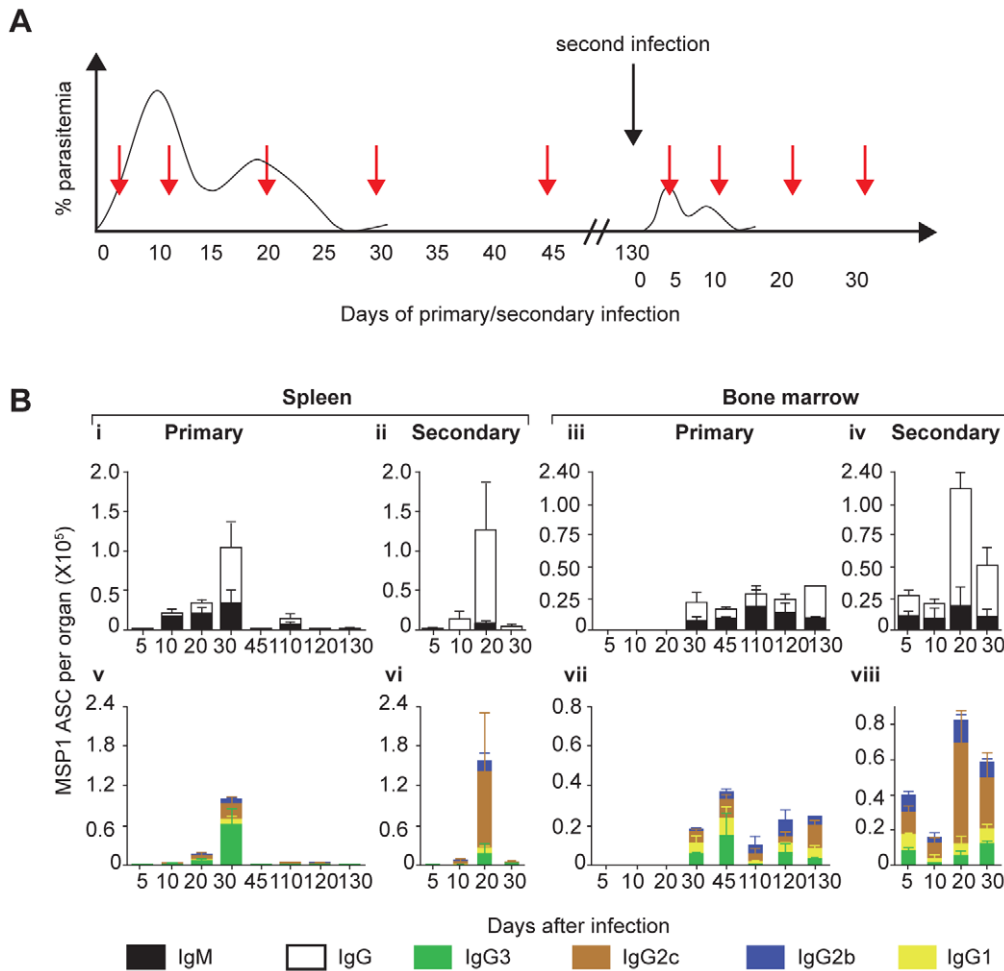 A
second infection
% parasitemia
0 10 15 20 25 30 35 40 45 130
0 5 10 20 30
Days of primary/secondary infection
B
Spleen Bone marrow
i Primary ii Secondary iii Primary iv Secondary
MSP1 ASC per organ (X10⁵)
2.0
1.5
1.0
0.5
0
5 10 20 30 45 110 120 130
2.0
1.5
1.0
0.5
0
5 10 20 30
2.40
1.00
0.75
0.50
0.25
0
5 10 20 30 45 110 120 130
2.40
1.00
0.75
0.50
0.25
0
5 10 20 30
v vi vii viii
2.4
1.8
1.2
0.6
0
5 10 20 30 45 110 120 130
2.4
1.8
1.2
0.6
0
5 10 20 30
0.8
0.6
0.4
0.2
0
5 10 20 30 45 110 120 130
0.8
0.6
0.4
0.2
0
5 10 20 30
Days after infection
IgM IgG IgG3 IgG2c IgG2b IgG1